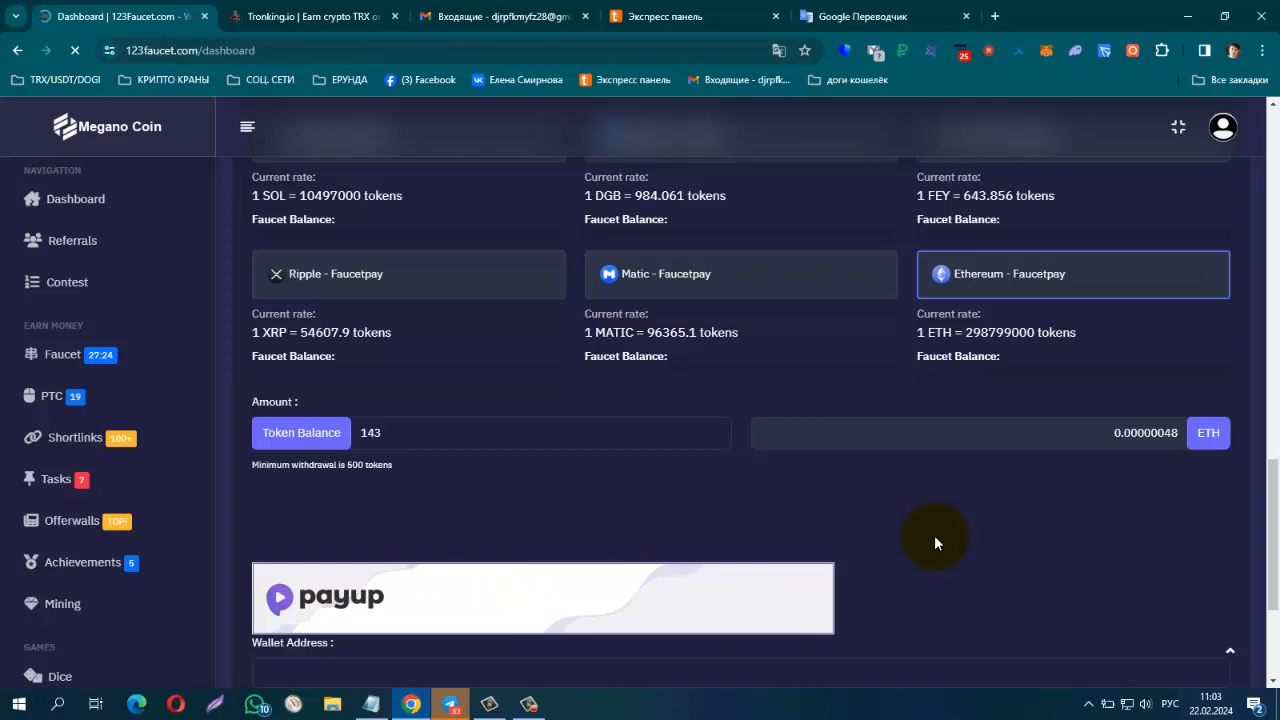 Dashboard | 123Faucet.com - W
Tronking.io | Earn crypto TRX or
Входящие - djrpfkmyfz28@gm
Экспресс панель
Google Переводчик
123faucet.com/dashboard
7
25
TRX/USDT/DOGI
КРИПТО КРАНЫ
СОЦ. СЕТИ
ЕРУНДА
(3) Facebook
Елена Смирнова
Экспресс панель
Входящие - djrpfk...
доги кошелёк
Все закладки
Megano Coin
NAVIGATION
Dashboard
Referrals
Contest
EARN MONEY
Faucet 27:24
PTC 19
Shortlinks 100+
Tasks 7
Offerwalls TOP!
Achievements 5
Mining
GAMES
Dice
Current rate:
1 SOL = 10497000 tokens
Faucet Balance:
Current rate:
1 DGB = 984.061 tokens
Faucet Balance:
Current rate:
1 FEY = 643.856 tokens
Faucet Balance:
Ripple - Faucetpay
Current rate:
1 XRP = 54607.9 tokens
Faucet Balance:
Matic - Faucetpay
Current rate:
1 MATIC = 96365.1 tokens
Faucet Balance:
Ethereum - Faucetpay
Current rate:
1 ETH = 298799000 tokens
Faucet Balance:
Amount :
Token Balance 143
0.00000048 ETH
Minimum withdrawal is 500 tokens
payup
Wallet Address :
10
63
РУС
11:03
22.02.2024
2